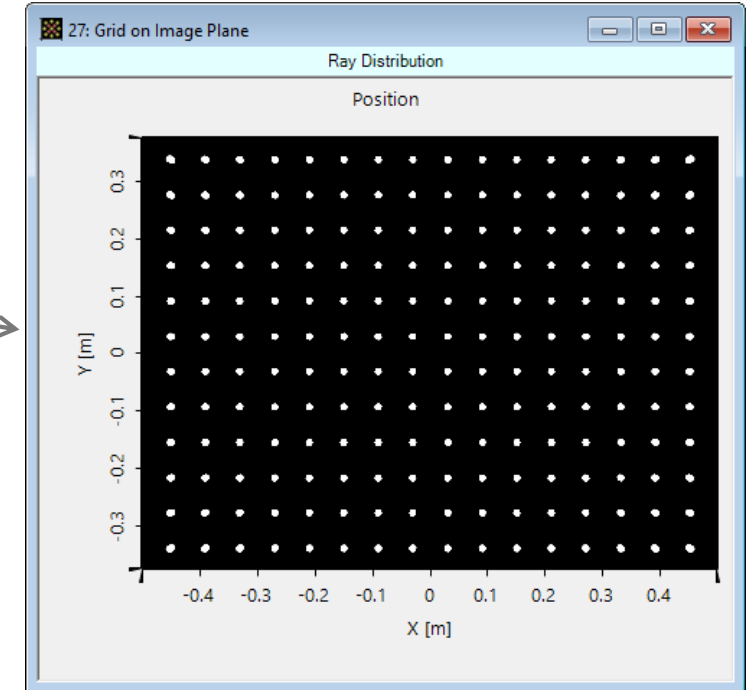 27: Grid on Image Plane
Ray Distribution
Position
0.3
0.2
0.1
0
-0.1
-0.2
-0.3
Y [m]
-0.4 -0.3 -0.2 -0.1 0 0.1 0.2 0.3 0.4
X [m]